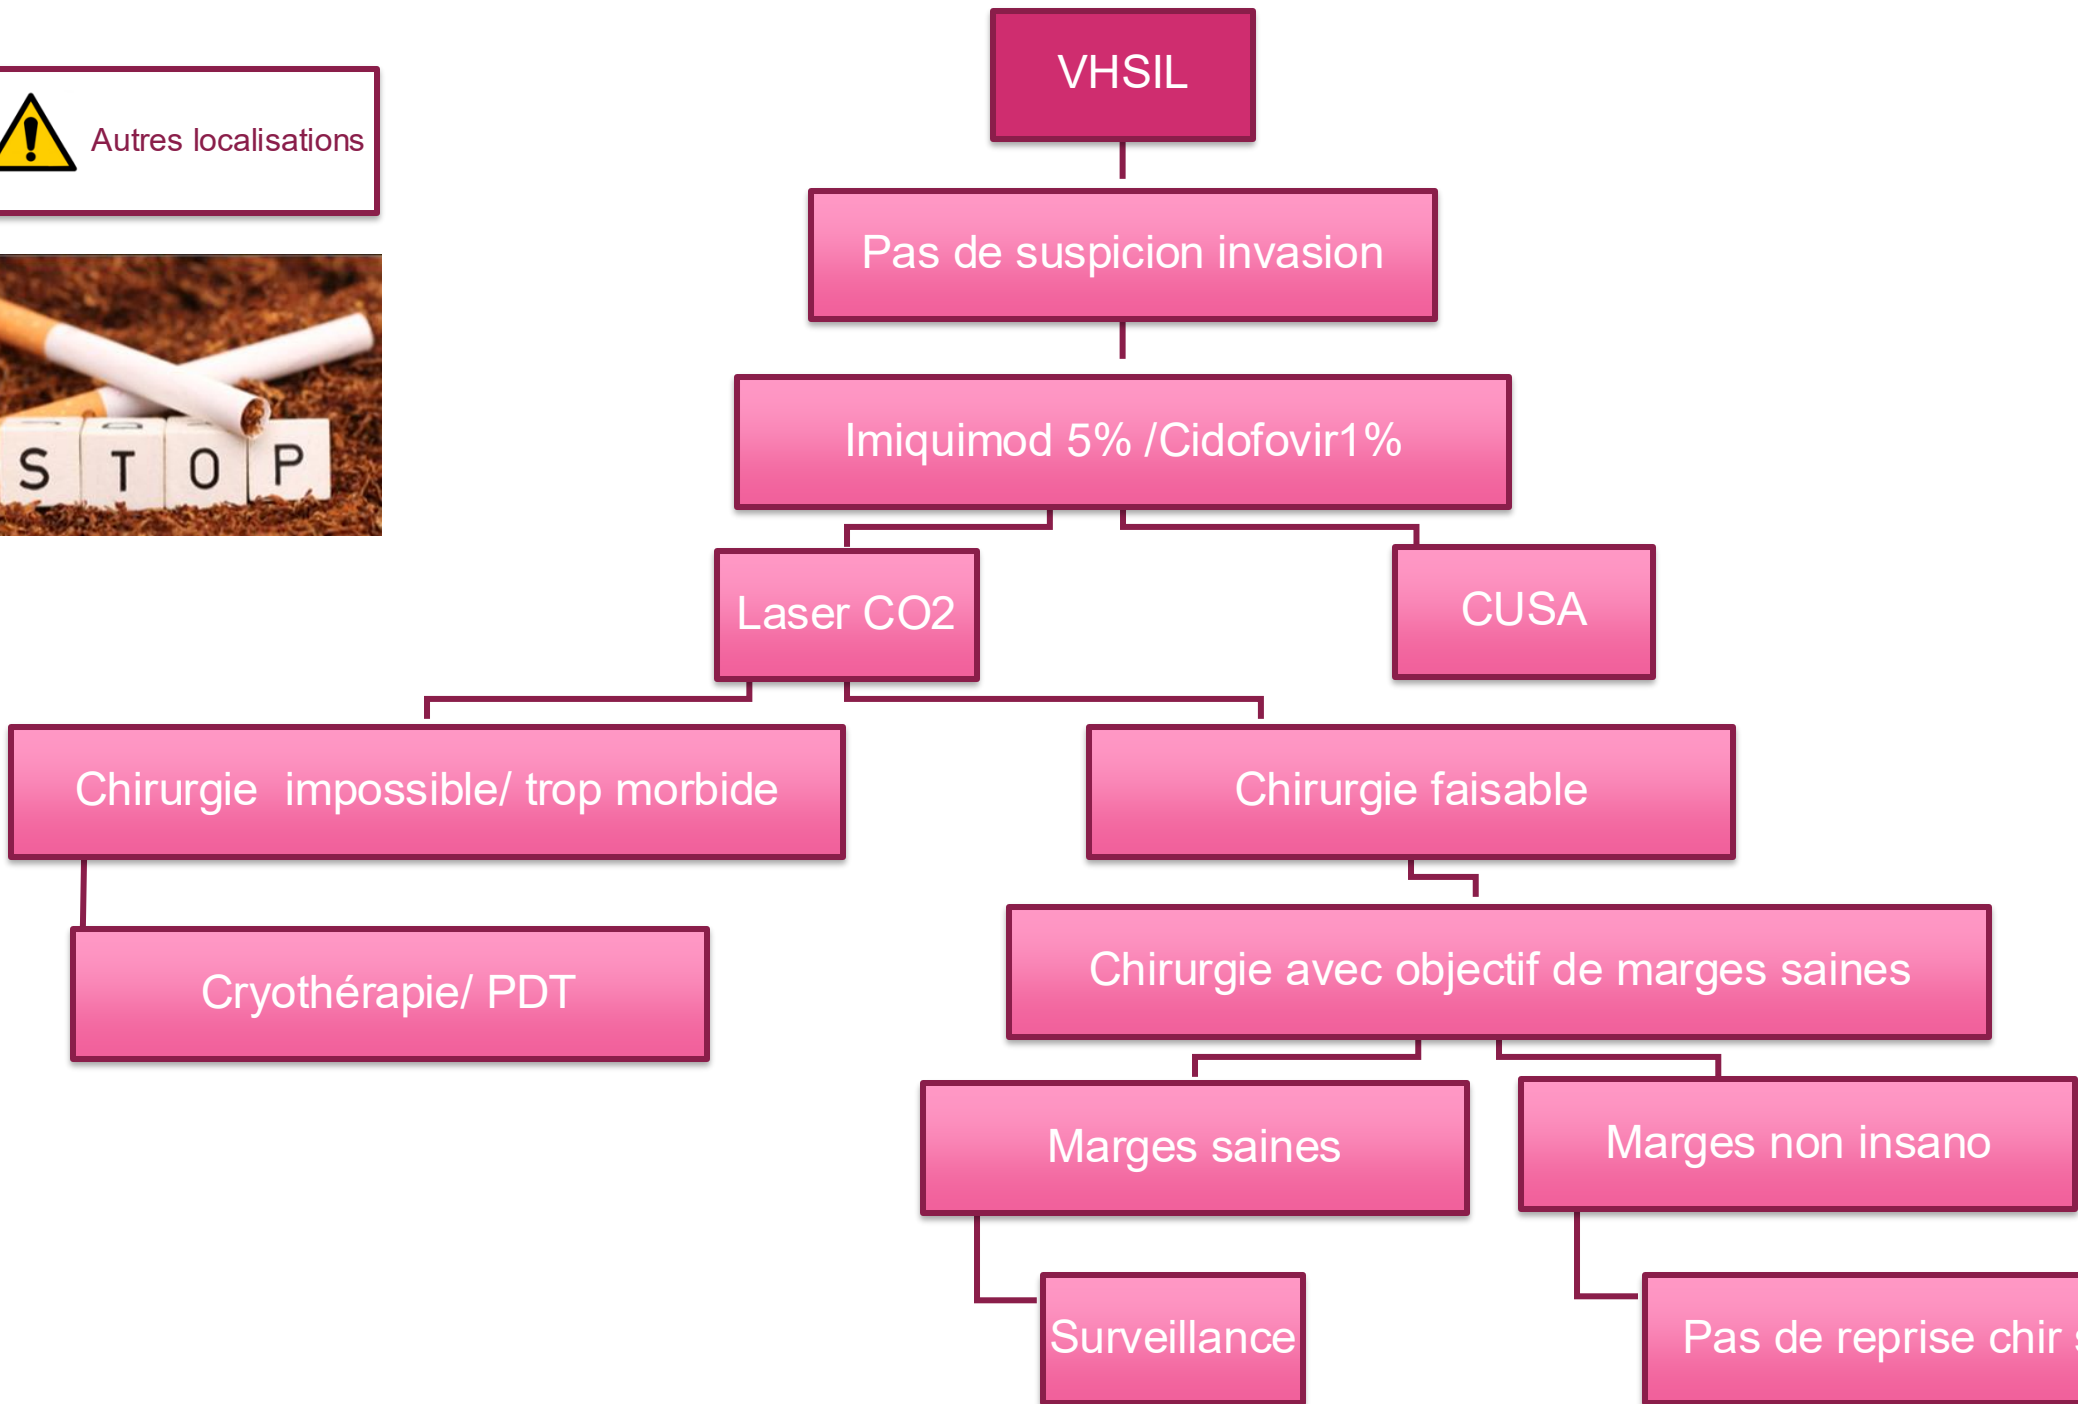 VHSIL
Autres localisations
Pas de suspicion invasion
STOP
Imiquimod 5% /Cidofovir1%
Laser CO2
CUSA
Chirurgie  impossible/ trop morbide
Chirurgie faisable
Chirurgie avec objectif de marges saines
Cryothérapie/ PDT
Marges saines
Marges non insano
Surveillance
Pas de reprise chir